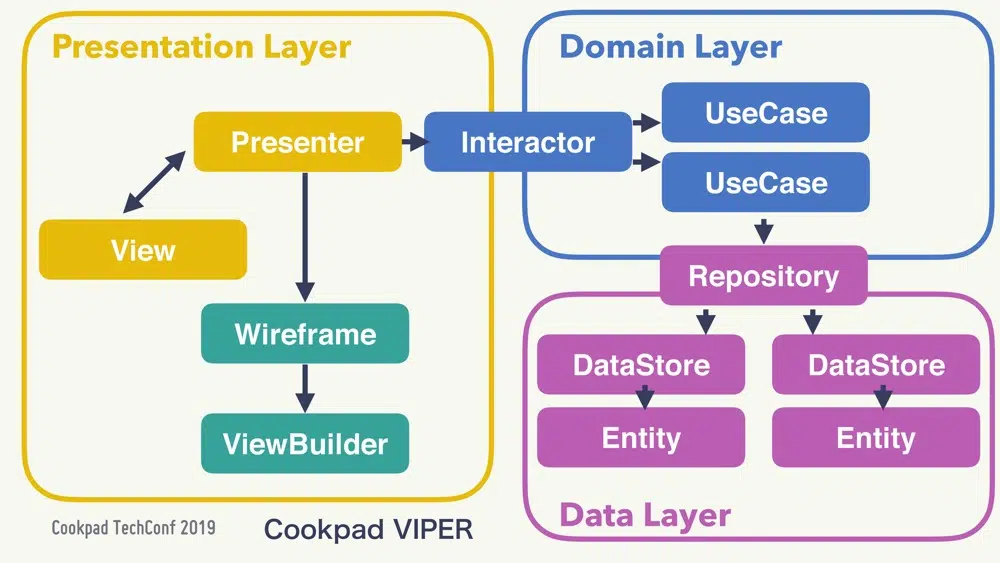 Presentation Layer
Domain Layer
Presenter
Interactor
UseCase
UseCase
View
Repository
Wireframe
DataStore
DataStore
ViewBuilder
Entity
Entity
Data Layer
Cookpad TechConf 2019
Cookpad VIPER